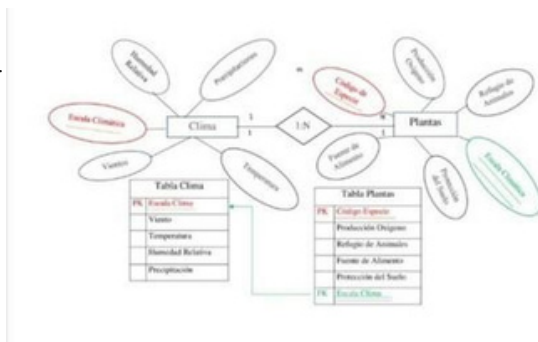 Humedad
Relativa
Precipitaciones
Producción
Oxígeno
Código de
Especie
Refugio de
Animales
Escala Climática
Clima
1
1
1:N
1
Plantas
Vientos
Temperatura
Fuente de
Alimento
Protección
del Suelo
Escala Climática
Tabla Clima
PK Escala Clima
Viento
Temperatura
Humedad Relativa
Precipitación
Tabla Plantas
PK Código Especie
Producción Oxígeno
Refugio de Animales
Fuente de Alimento
Protección del Suelo
FK Escala Clima